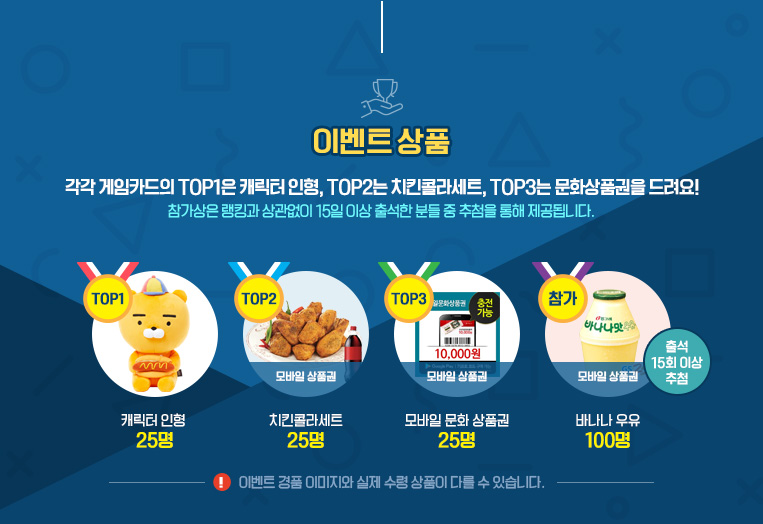 이벤트 상품
각각 게임카드의 TOP1은 캐릭터 인형, TOP2는 치킨콜라세트, TOP3는 문화상품권을 드려요!
참가상은 랭킹과 상관없이 15일 이상 출석한 분들 중 추첨을 통해 제공됩니다.
TOP1
TOP2
모바일 상품권
TOP3
문화상품권
충전
가능
10,000원
모바일 상품권
참가
바나나맛
모바일 상품권
출석
15회 이상
추첨
캐릭터 인형
25명
치킨콜라세트
25명
모바일 문화 상품권
25명
바나나 우유
100명
! 이벤트 경품 이미지와 실제 수령 상품이 다를 수 있습니다.